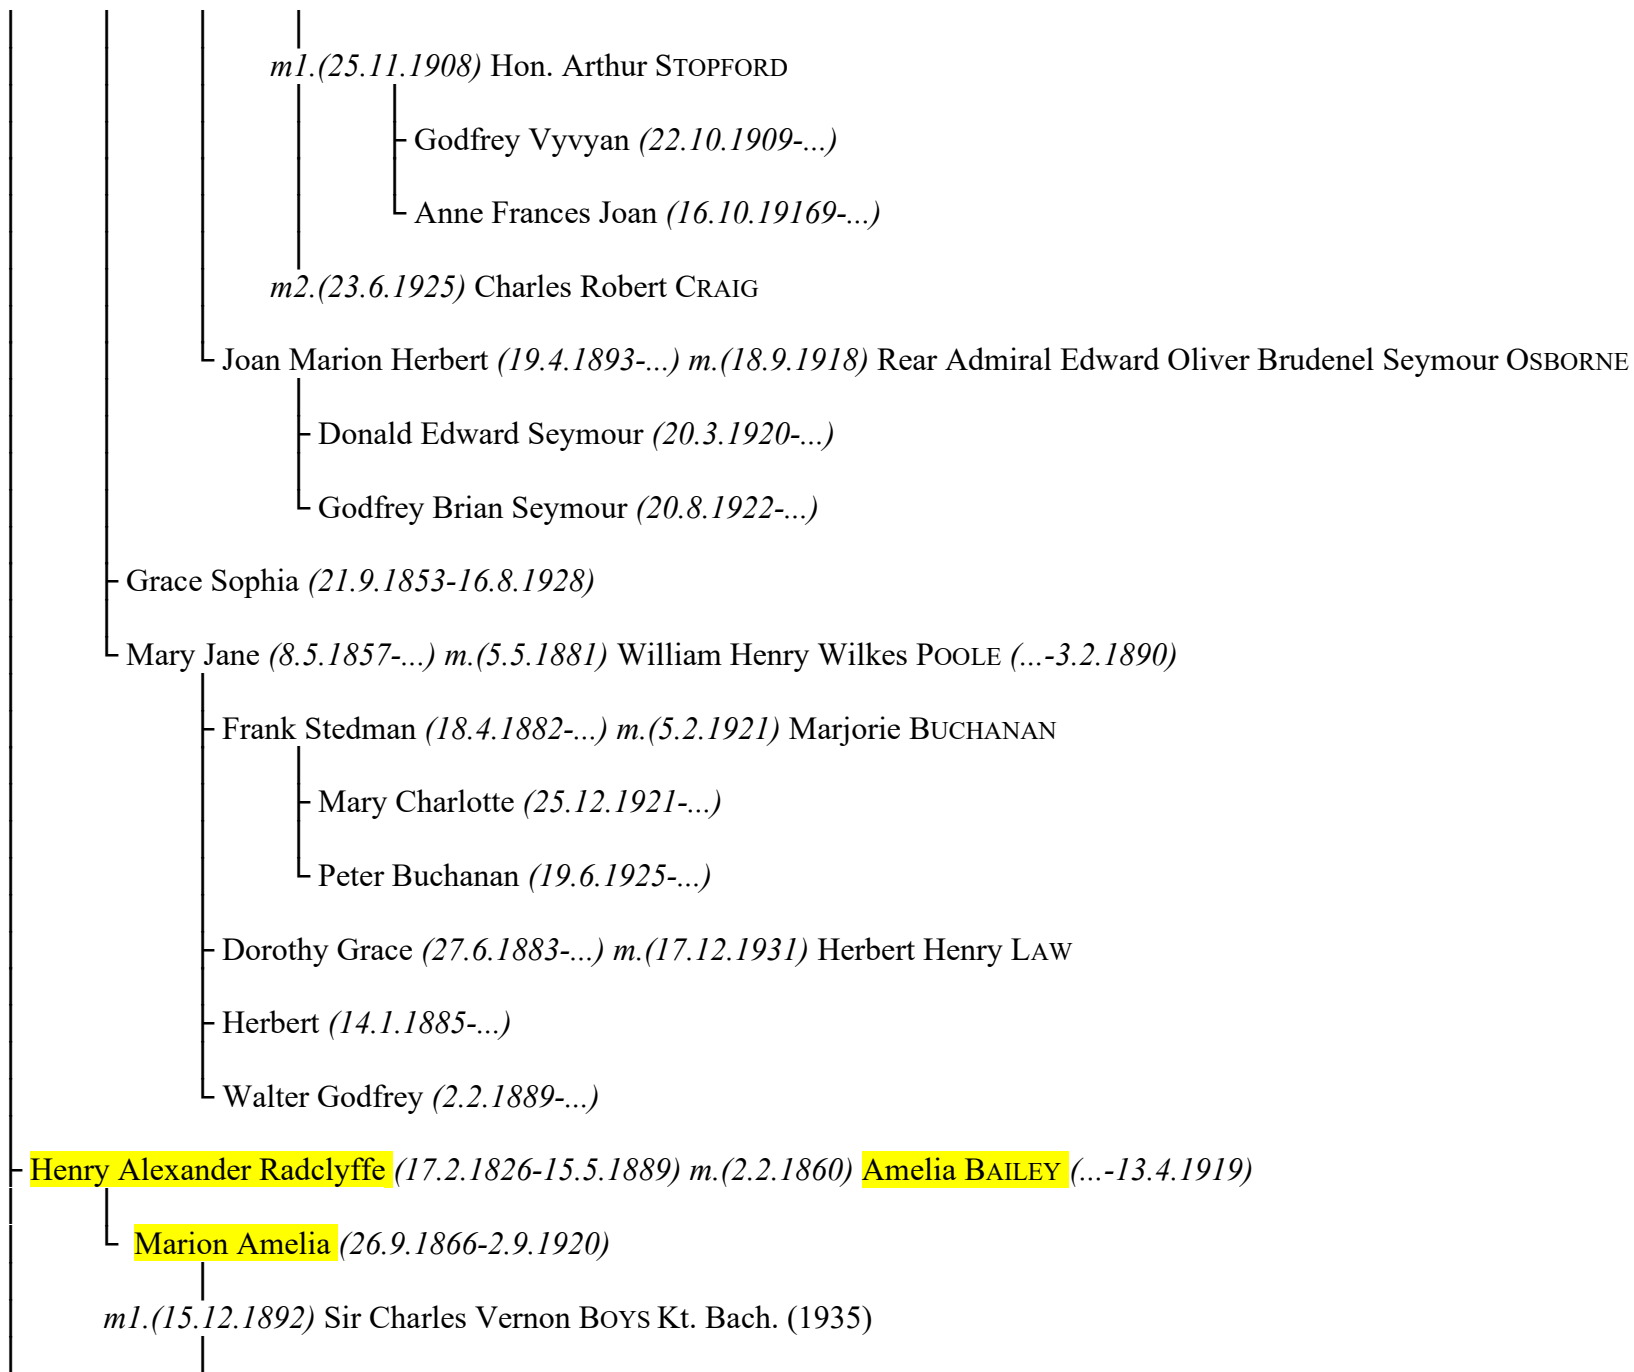 m1.(25.11.1908) Hon. Arthur STOPFORD
Godfrey Vyvyan (22.10.1909-...)
Anne Frances Joan (16.10.19169-...)
m2.(23.6.1925) Charles Robert CRAIG
Joan Marion Herbert (19.4.1893-...) m.(18.9.1918) Rear Admiral Edward Oliver Brudenel Seymour OSBORNE
Donald Edward Seymour (20.3.1920-...)
Godfrey Brian Seymour (20.8.1922-...)
Grace Sophia (21.9.1853-16.8.1928)
Mary Jane (8.5.1857-...) m.(5.5.1881) William Henry Wilkes POOLE (...-3.2.1890)
Frank Stedman (18.4.1882-...) m.(5.2.1921) Marjorie BUCHANAN
Mary Charlotte (25.12.1921-...)
Peter Buchanan (19.6.1925-...)
Dorothy Grace (27.6.1883-...) m.(17.12.1931) Herbert Henry LAW
Herbert (14.1.1885-...)
Walter Godfrey (2.2.1889-...)
Henry Alexander Radclyffe (17.2.1826-15.5.1889) m.(2.2.1860) Amelia BAILEY (...-13.4.1919)
Marion Amelia (26.9.1866-2.9.1920)
m1.(15.12.1892) Sir Charles Vernon BOYS Kt. Bach. (1935)